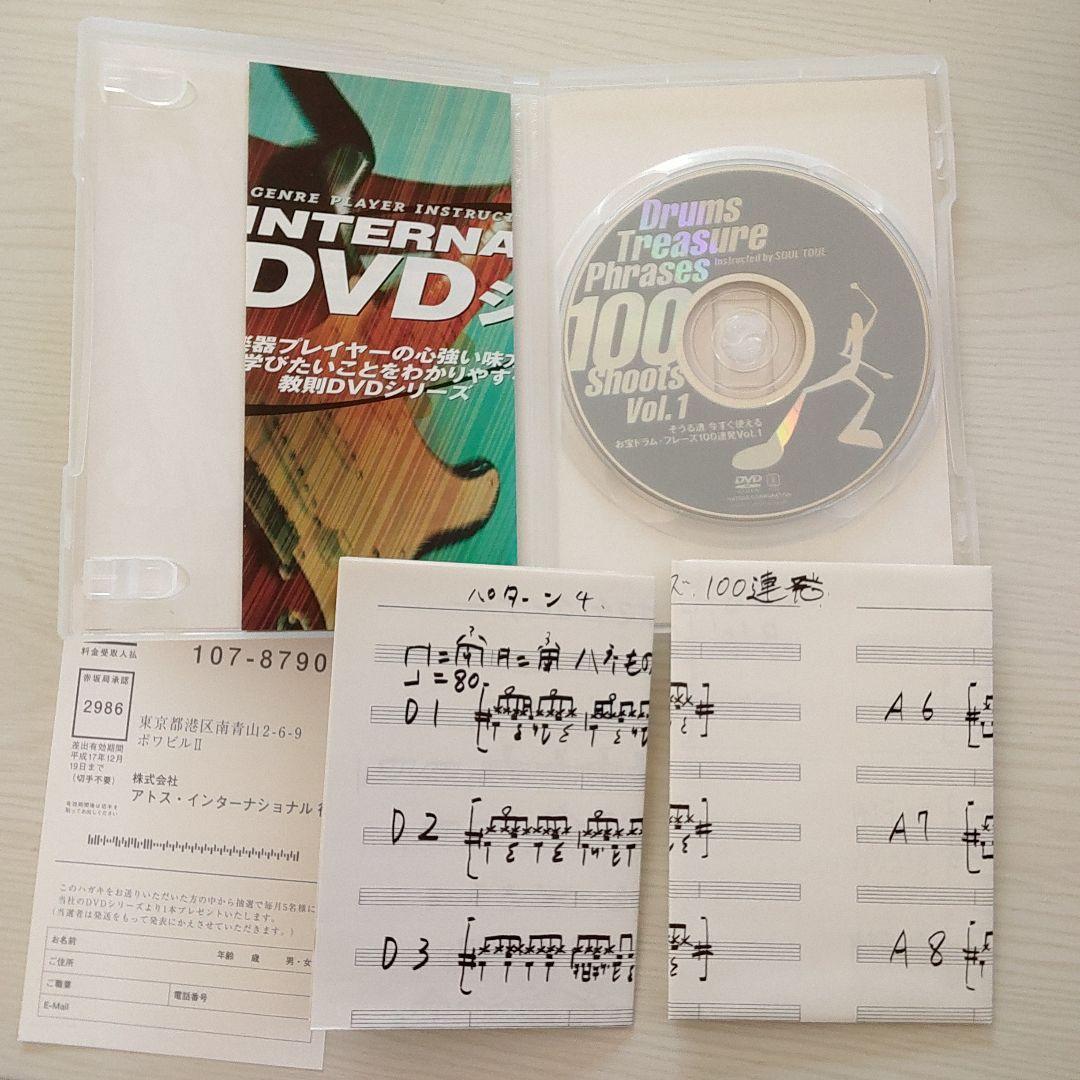 GENRE PLAYER INSTRUCT
INTERNA
DVDシ
楽器プレイヤーの心強い味方
学びたいことをわかりやす
教則DVDシリーズ
Drums
Treasure
Phrases
Instructed by SOUL TOUL
100
Shoots
Vol.1
そうる透 今すぐ使える
お宝ドラム・フレーズ100連発Vol.1
DVD
料金受取人払
107-8790
赤坂局承認
2986
差出有効期間
平成17年12月
19日まで
(切手不要)
東京都港区南青山2-6-9
ボワビルⅡ
株式会社
アトス・インターナショナル 行
このハガキをお送りいただいた方の中から抽選で毎月5名様に
当社のDVDシリーズより1本プレゼントいたします。
(当選者は発送をもって発表にかえさせていただきます。)
お名前
年齢 歳 男・女
ご住所
ご職業
電話番号
E-Mail
パターン4.
ハネもの
♩=80
D1
D2
D3
ズ 100連発.
A6
A7
A8